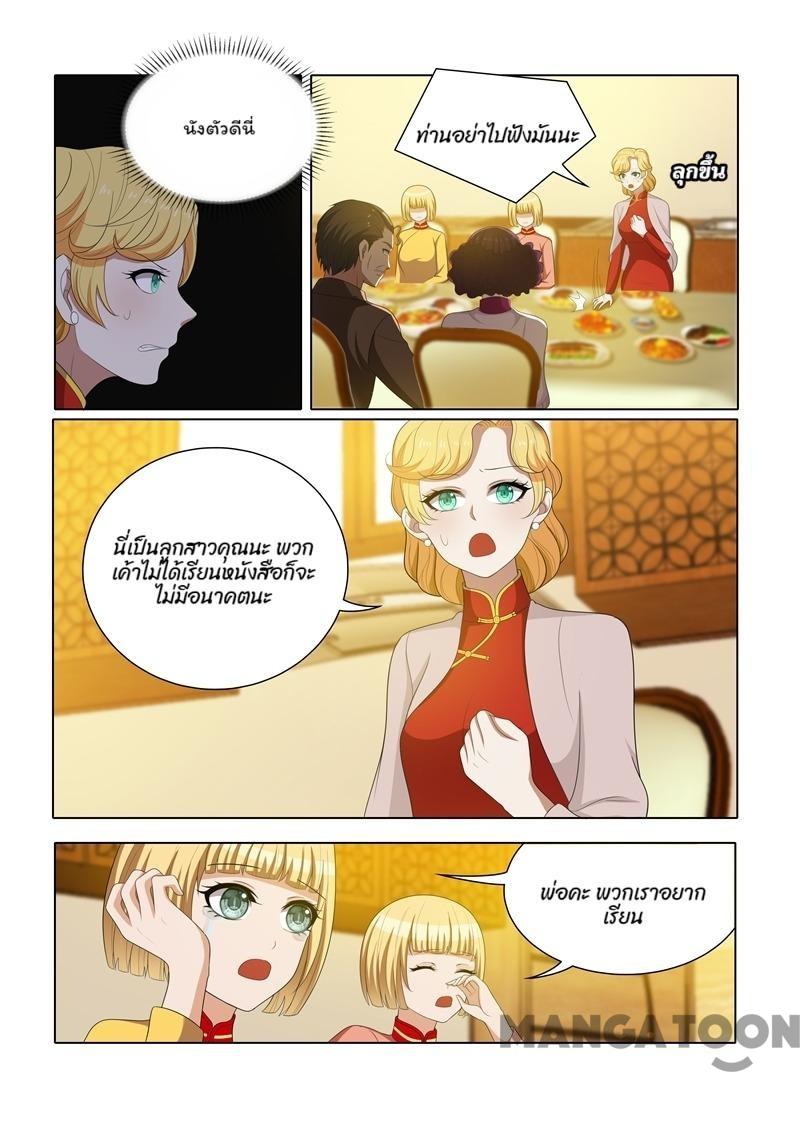 นังตัวดีนี่
ท่านอย่าไปฟังมันนะ
ลุกขึ้น
นี่เป็นลูกสาวคุณนะ พวก
เค้าไม่ได้เรียนหนังสือก็จะ
ไม่มีอนาคตนะ
พ่อคะ พวกเราอยาก
เรียน
MANGATOON